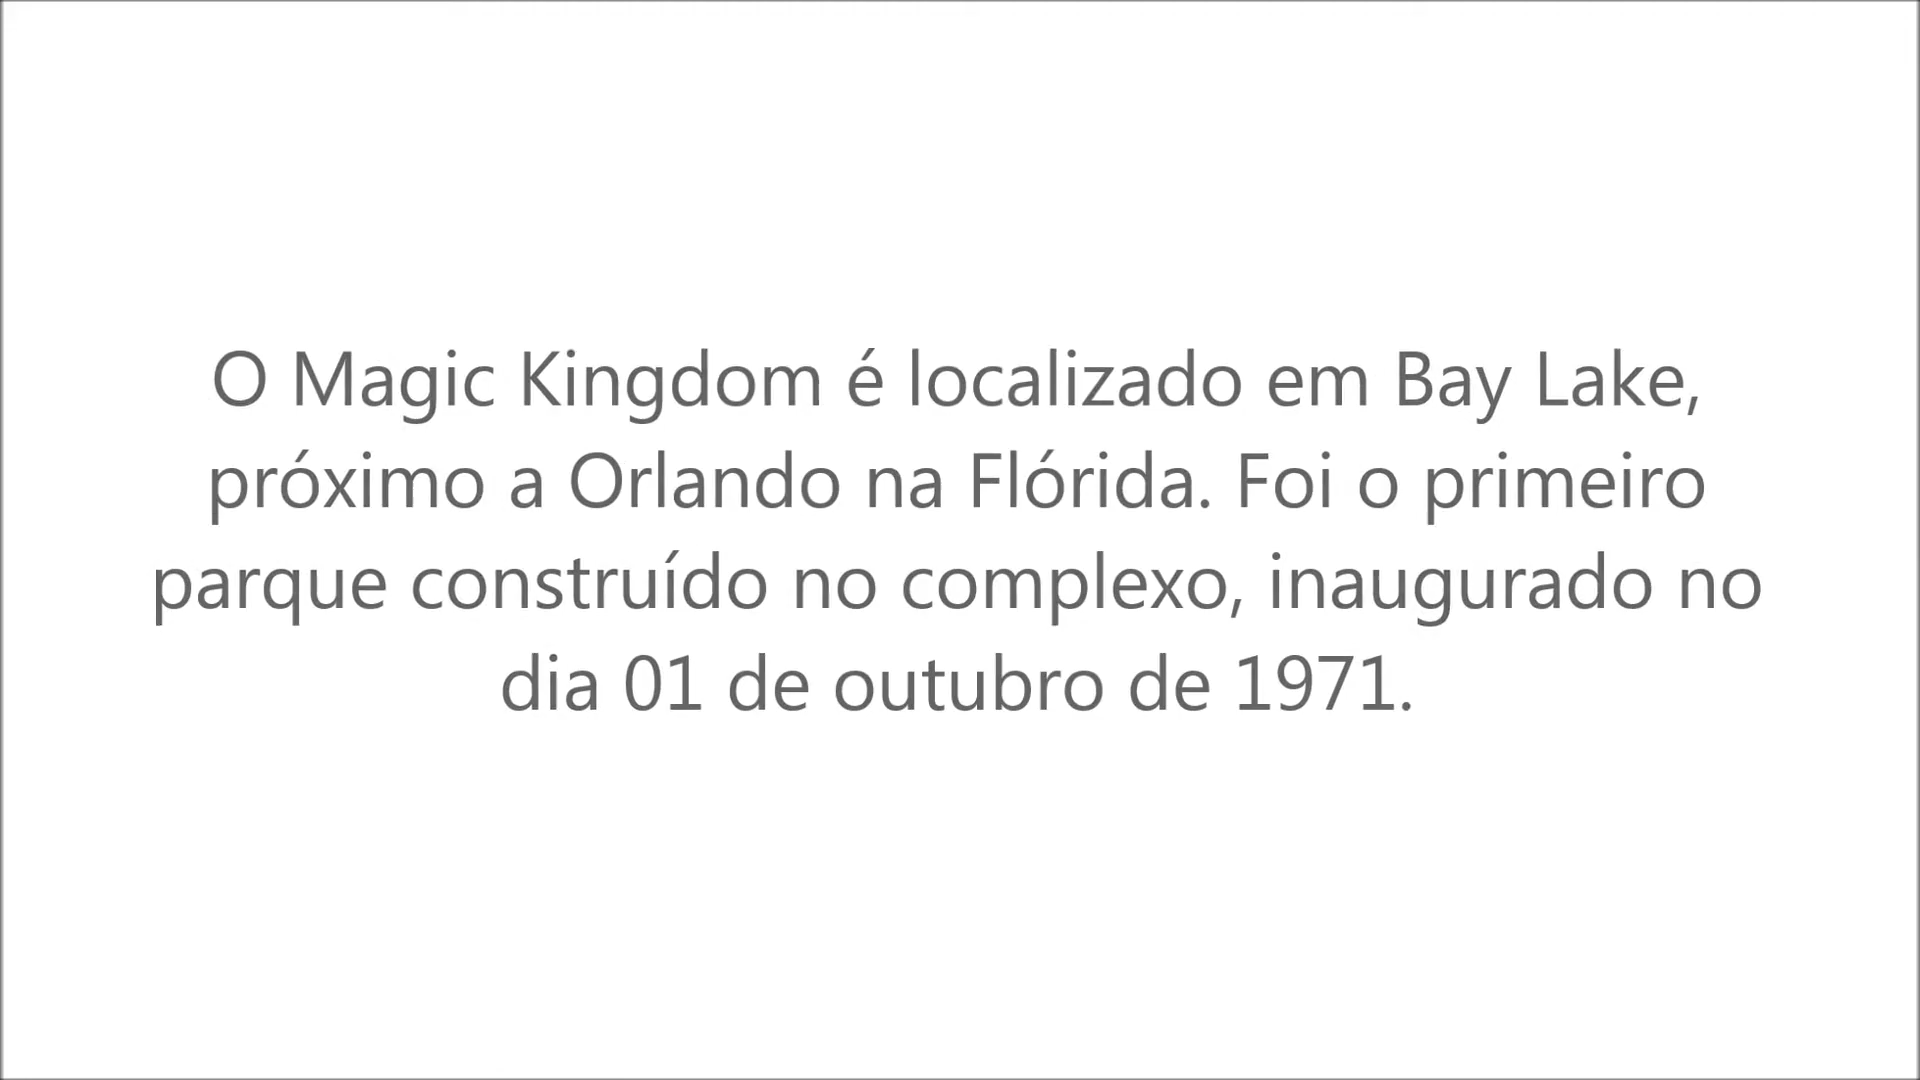 O Magic Kingdom é localizado em Bay Lake,
próximo a Orlando na Flórida. Foi o primeiro
parque construído no complexo, inaugurado no
dia 01 de outubro de 1971.